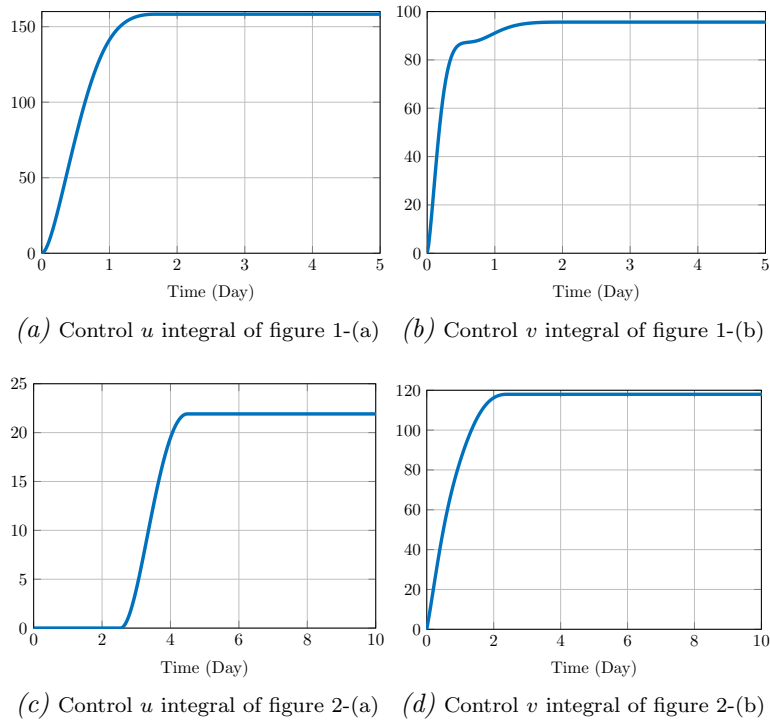 150
100
50
0
0 1 2 3 4 5
Time (Day)
(a) Control u integral of figure 1-(a)
100
80
60
40
20
0
0 1 2 3 4 5
Time (Day)
(b) Control v integral of figure 1-(b)
25
20
15
10
5
0
0 2 4 6 8 10
Time (Day)
(c) Control u integral of figure 2-(a)
120
100
80
60
40
20
0
0 2 4 6 8 10
Time (Day)
(d) Control v integral of figure 2-(b)